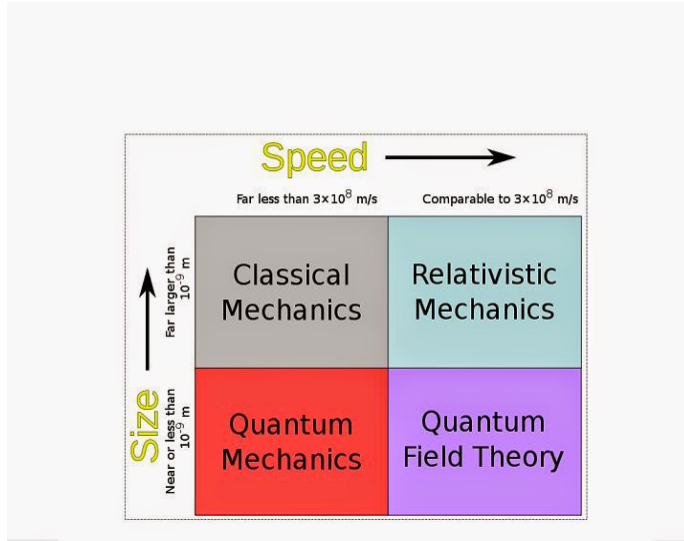 Speed
Far less than 3×10⁸ m/s
Comparable to 3×10⁸ m/s
Size
Far larger than
10⁻⁹ m
Classical
Mechanics
Relativistic
Mechanics
Near or less than
10⁻⁹ m
Quantum
Mechanics
Quantum
Field Theory